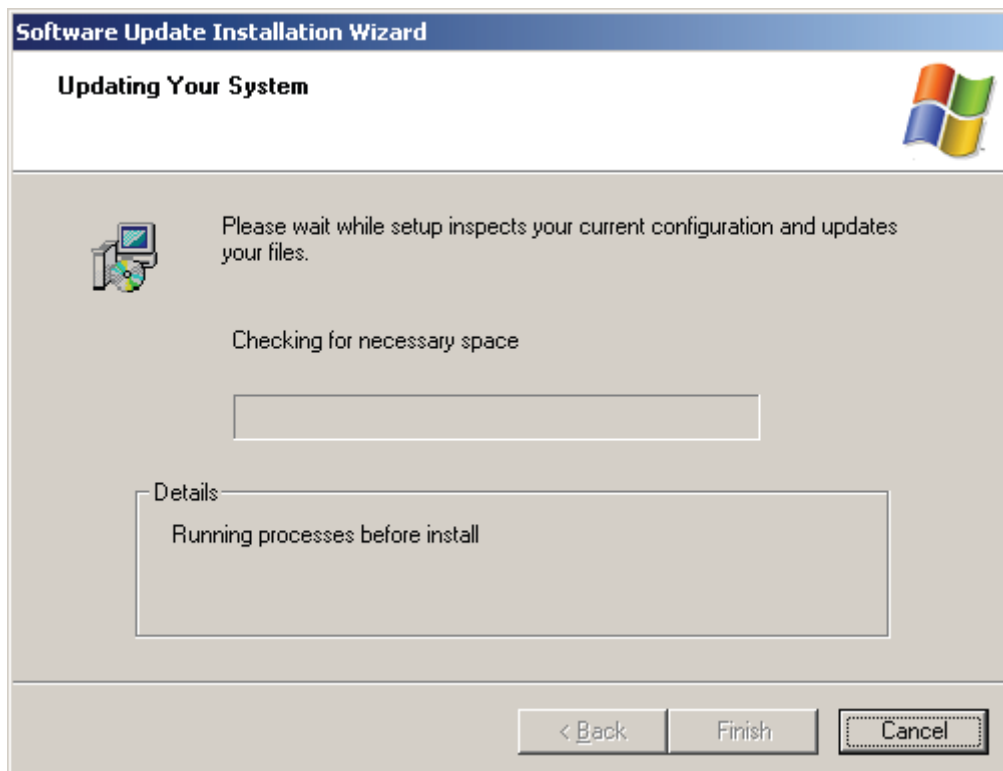 Software Update Installation Wizard
Updating Your System
Please wait while setup inspects your current configuration and updates
your files.
Checking for necessary space
Details
Running processes before install
< Back
Finish
Cancel